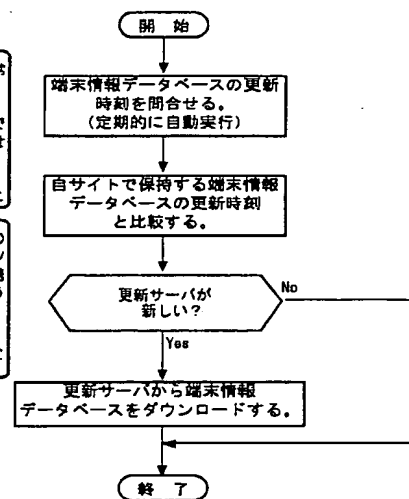 開 始
端末情報データベースの更新
時刻を問合せる。
(定期的に自動実行)
自サイトで保持する端末情報
データベースの更新時刻
と比較する。
更新サーバが
新しい?
No
Yes
更新サーバから端末情報
データベースをダウンロードする。
終 了